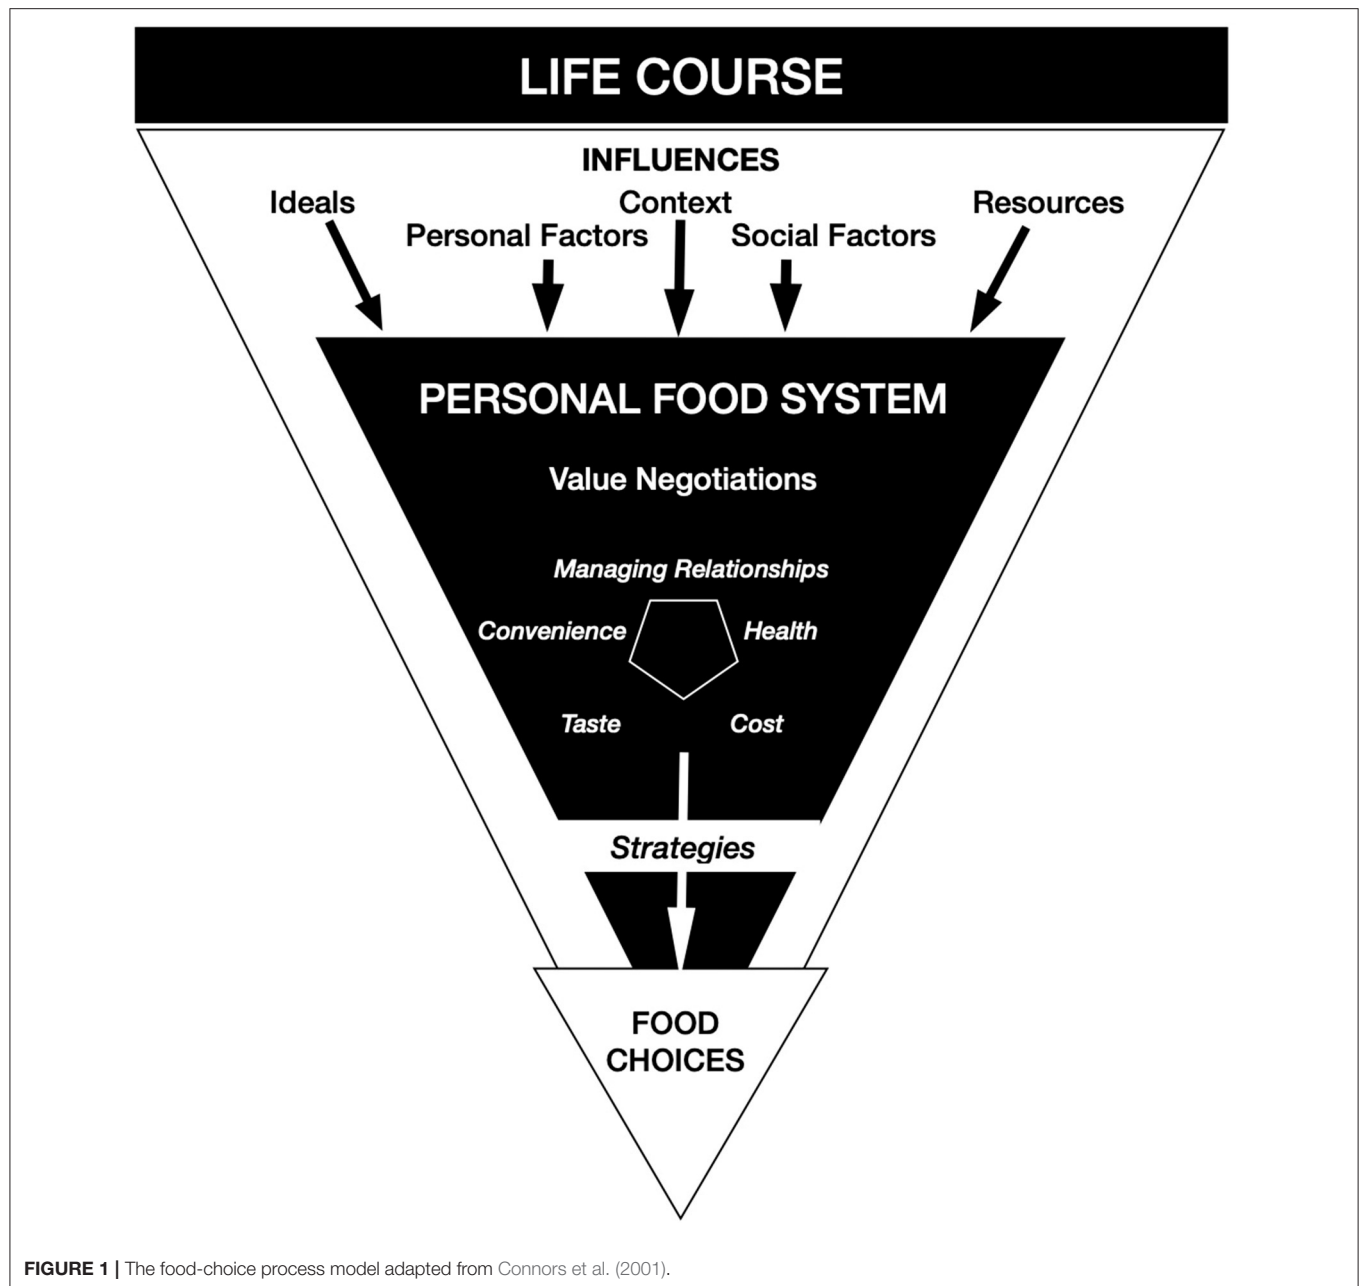 LIFE COURSE
INFLUENCES
Ideals
Context
Resources
Personal Factors
Social Factors
PERSONAL FOOD SYSTEM
Value Negotiations
Managing Relationships
Convenience
Health
Taste
Cost
Strategies
FOOD
CHOICES
FIGURE 1 | The food-choice process model adapted from Connors et al. (2001).